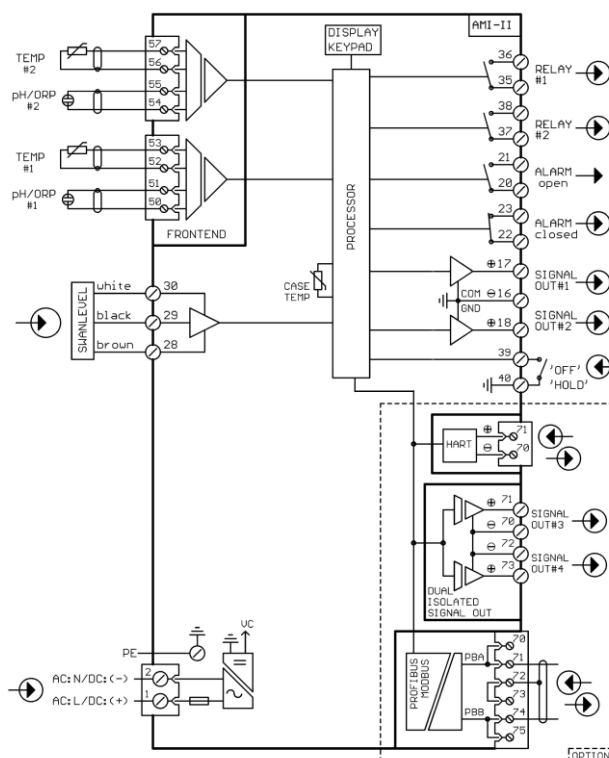 AMI-II
DISPLAY
KEYPAD
TEMP
#2
57
56
pH/ORP
#2
55
54
TEMP
#1
53
52
pH/ORP
#1
51
50
FRONTEND
PROCESSOR
CASE
TEMP
SWANLEVEL
white
30
black
29
brown
28
36
35
RELAY
#1
38
37
RELAY
#2
21
20
ALARM
open
23
22
ALARM
closed
⊕17
SIGNAL
OUT#1
COM ⊖16
GND
⊕18
SIGNAL
OUT#2
39
40
'OFF'
'HOLD'
HART
⊕
71
⊖
70
⊕ 71
⊖ 70
SIGNAL
OUT#3
⊖ 72
⊕ 73
SIGNAL
OUT#4
DUAL
ISOLATED
SIGNAL OUT
PROFIBUS
MODBUS
PBA
PBB
70
71
72
73
74
75
VC
PE
AC:N/DC:(-)
2
AC:L/DC:(+)
1
OPTION